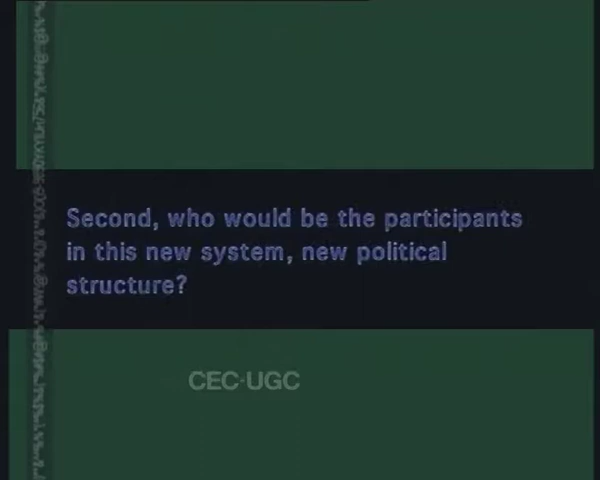 Second, who would be the participants
in this new system, new political
structure?
CEC-UGC